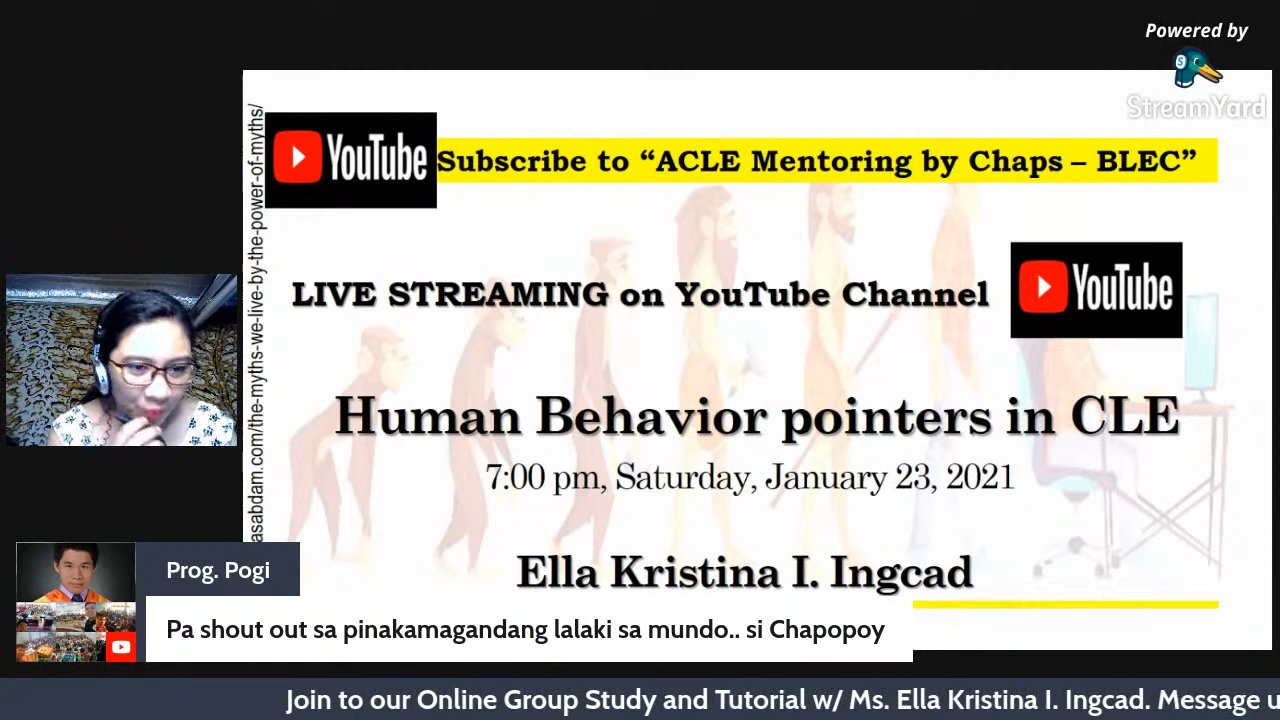 Powered by
StreamYard
YouTube
Subscribe to “ACLE Mentoring by Chaps – BLEC”
asabdam.com/the-myths-we-live-by-the-power-of-myths/
LIVE STREAMING on YouTube Channel
YouTube
Human Behavior pointers in CLE
7:00 pm, Saturday, January 23, 2021
Ella Kristina I. Ingcad
Prog. Pogi
Pa shout out sa pinakamagandang lalaki sa mundo.. si Chapopoy
Join to our Online Group Study and Tutorial w/ Ms. Ella Kristina I. Ingcad. Message u